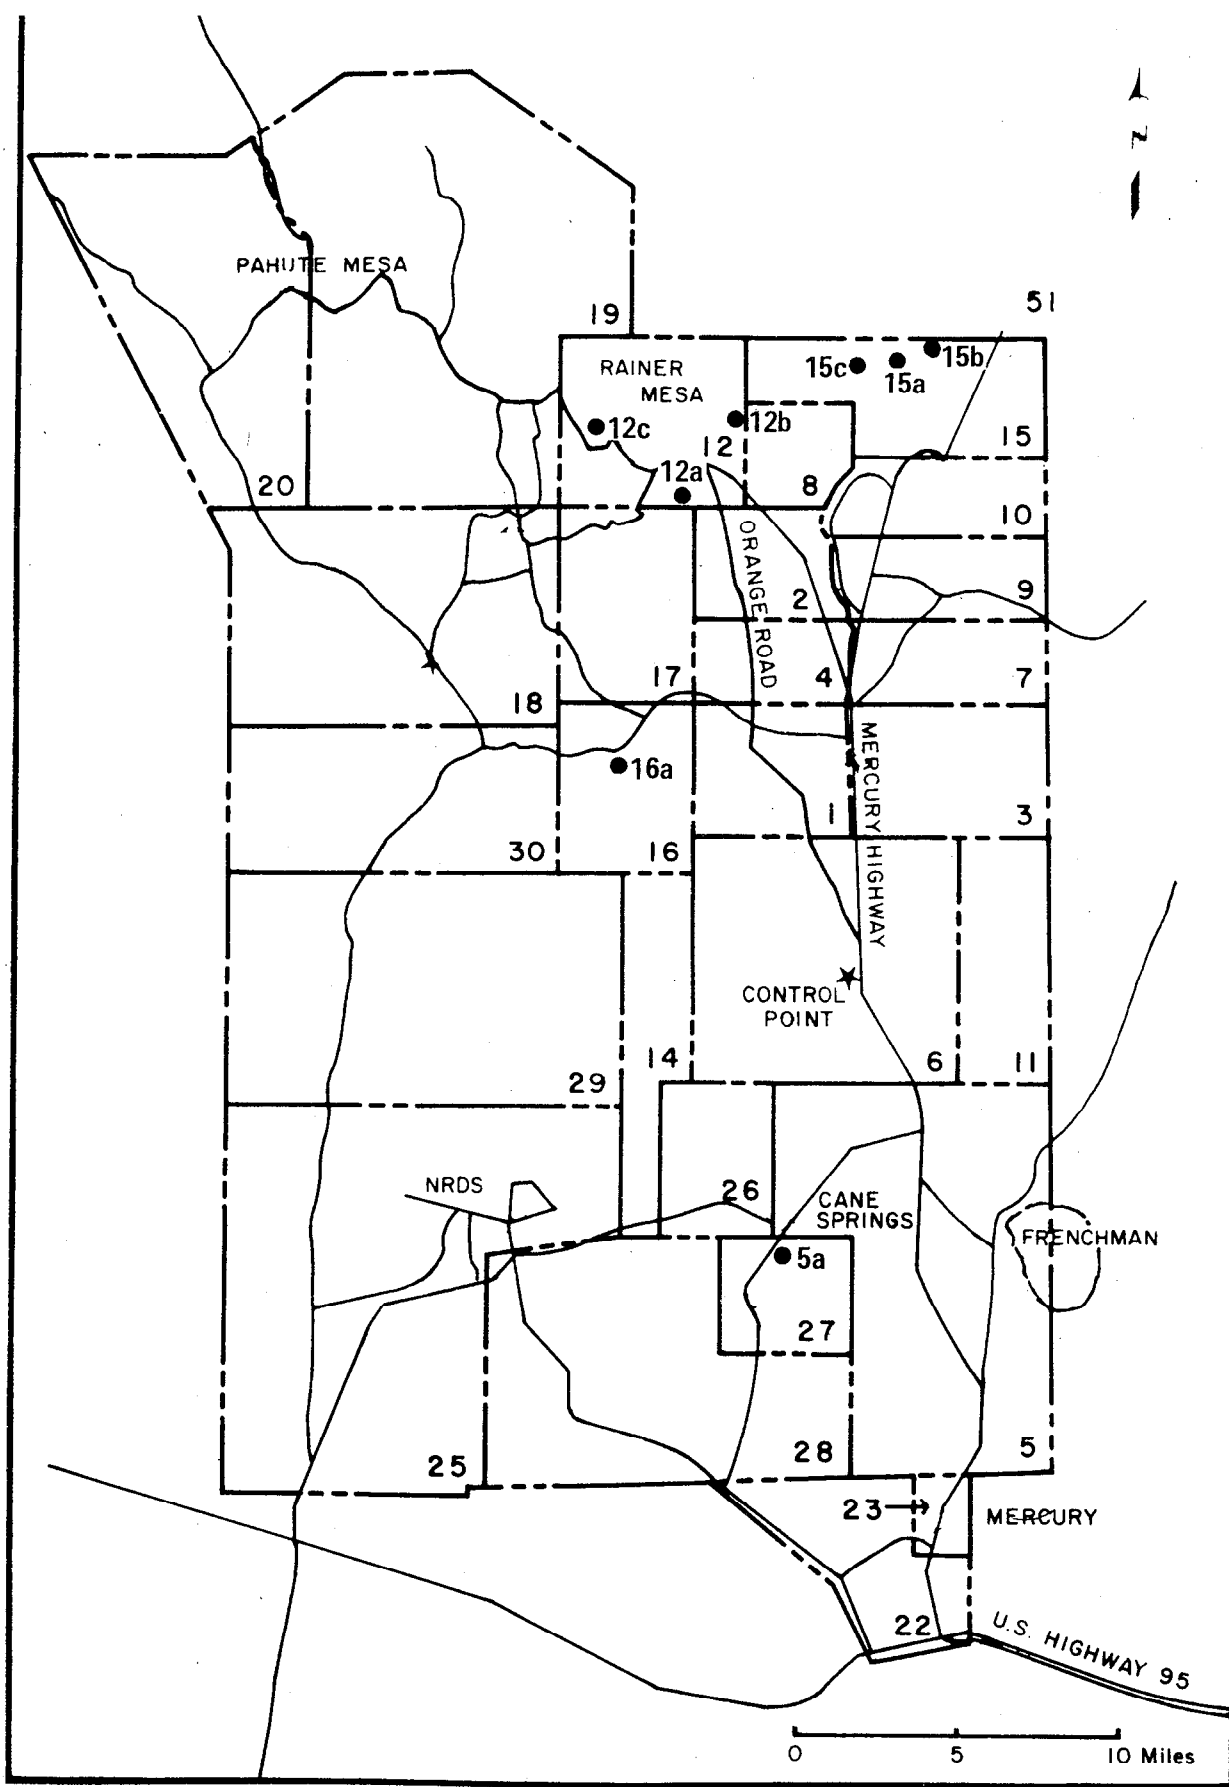 N
PAHUTE MESA
51
19
RAINER
MESA
15c
15a
15b
12c
12b
12
12a
15
20
8
10
ORANGE ROAD
2
9
17
4
7
18
MERCURY HIGHWAY
16a
1
3
30
16
CONTROL
POINT
14
6
11
29
NRDS
26
CANE
SPRINGS
FRENCHMAN
5a
27
25
28
5
23
MERCURY
22
U.S. HIGHWAY 95
0 5 10 Miles